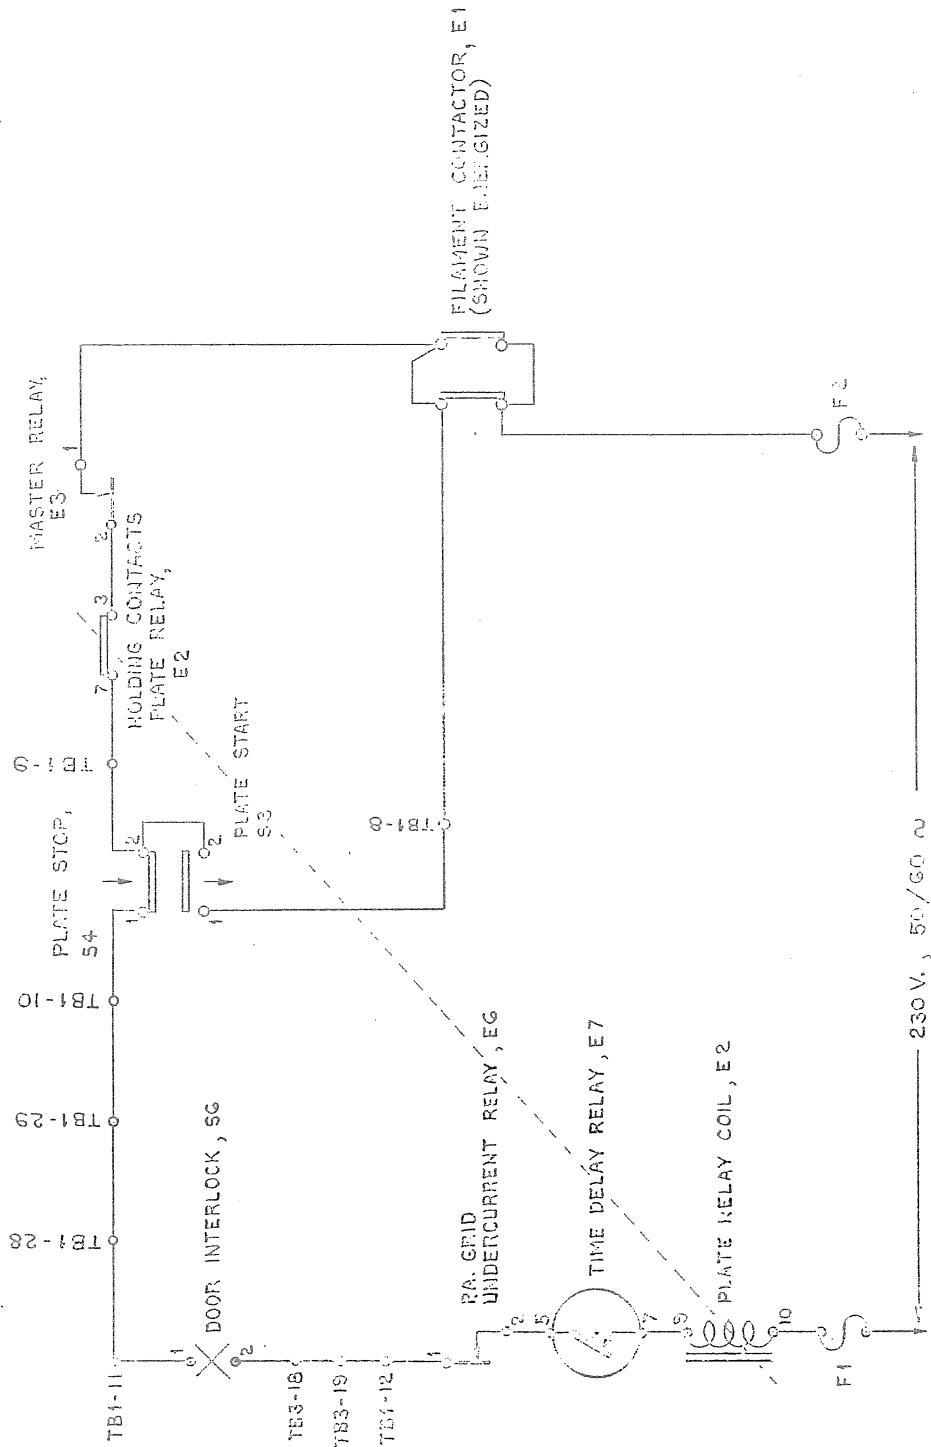 MASTER RELAY,
E3
1
2
3
7
HOLDING CONTACTS
PLATE RELAY,
E2
FILAMENT CONTACTOR, E1
(SHOWN ENERGIZED)
TB1-9
PLATE STOP,
S4
1
2
1
2
PLATE START
S3
TB1-8
TB1-10
TB1-29
TB1-28
TB1-11
DOOR INTERLOCK, S6
1
2
TB3-18
TB3-19
TB1-12
1
2
P.A. GRID
UNDERCURRENT RELAY, E6
5
7
TIME DELAY RELAY, E7
9
10
PLATE RELAY COIL, E2
F1
F2
230 V., 50/60 ~